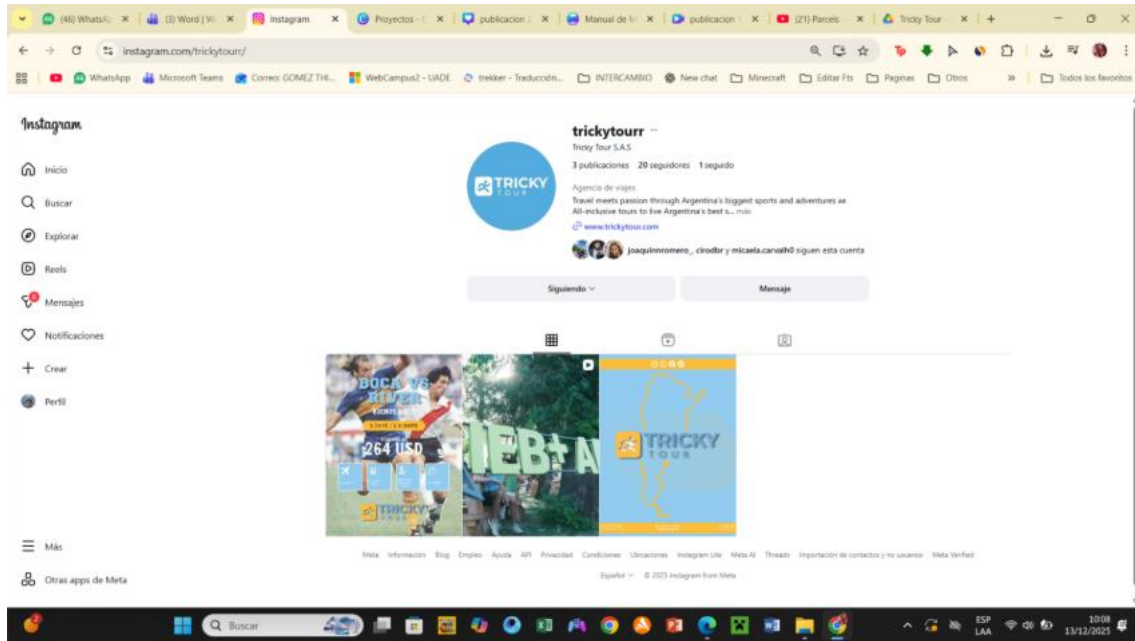 (46) WhatsA
(3) Word | W
Instagram
Proyectos - C
publicacion
Manual de
publicacion
(21) Parcels
Tricky Tour
instagram.com/trickytourr/
WhatsApp
Microsoft Teams
Correo: GOMEZ THI...
WebCampus2 - UADE
trekker - Traducción...
INTERCAMBIO
New chat
Minecraft
Editar Fts
Paginas
Otros
»
Todos los favoritos
Instagram
Inicio
Buscar
Explorar
Reels
6
Mensajes
Notificaciones
Crear
Perfil
Más
Otras apps de Meta
TRICKY
TOUR
trickytourr
Tricky Tour S.A.S
3 publicaciones 20 seguidores 1 seguido
Agencia de viajes
Travel meets passion through Argentina's biggest sports and adventures
All-inclusive tours to live Argentina's best s... más
www.trickytour.com
joaquinnromero_, cirodbr y micaela.carvalh0 siguen esta cuenta
Siguiendo
Mensaje
BOCA VS
RIVER
BUENOS AIRES
264 USD
TRICKY
TOUR
IEB+ A
TRICKY
TOUR
Meta Información Blog Empleo Ayuda API Privacidad Condiciones Ubicaciones Instagram Lite Meta AI Threads Importación de contactos y no usuarios Meta Verified
Español © 2025 Instagram from Meta
Buscar
ESP
LAA
10:08
13/12/2025